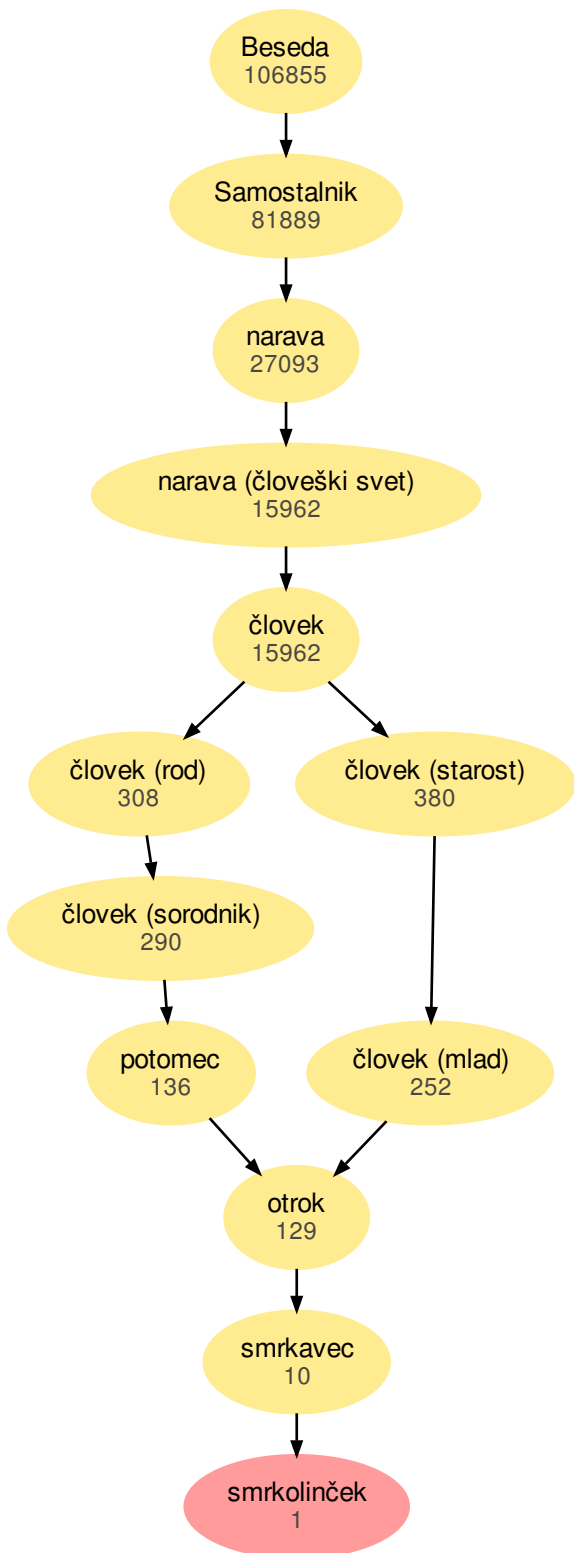 Beseda
106855
Samostalnik
81889
narava
27093
narava (človeški svet)
15962
človek
15962
človek (rod)
308
človek (starost)
380
človek (sorodnik)
290
potomec
136
človek (mlad)
252
otrok
129
smrkavec
10
smrkolinček
1